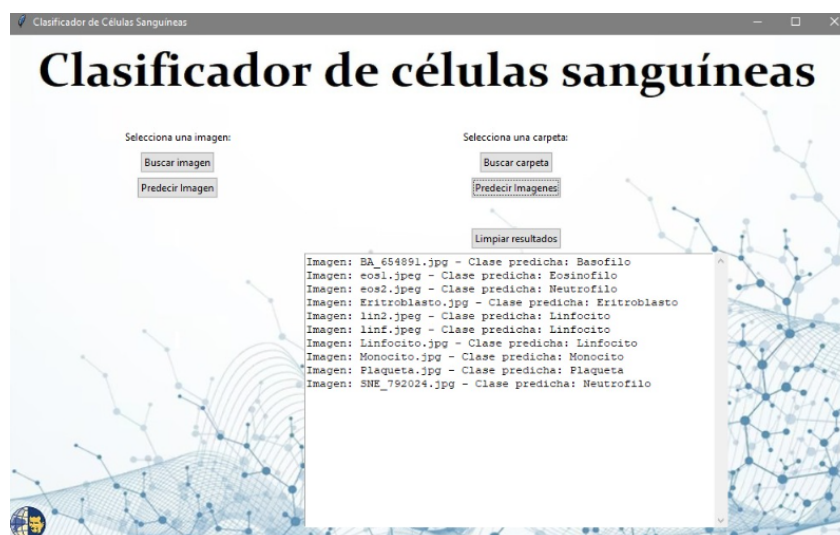 Clasificador de Células Sanguíneas
Clasificador de células sanguíneas
Selecciona una imagen:
Selecciona una carpeta:
Buscar imagen
Buscar carpeta
Predecir Imagen
Predecir Imagenes
Limpiar resultados
Imagen: BA_654891.jpg - Clase predicha: Basofilo
Imagen: eos1.jpeg - Clase predicha: Eosinofilo
Imagen: eos2.jpeg - Clase predicha: Neutrofilo
Imagen: Eritroblasto.jpg - Clase predicha: Eritroblasto
Imagen: lin2.jpeg - Clase predicha: Linfocito
Imagen: linf.jpeg - Clase predicha: Linfocito
Imagen: Linfocito.jpg - Clase predicha: Linfocito
Imagen: Monocito.jpg - Clase predicha: Monocito
Imagen: Plaqueta.jpg - Clase predicha: Plaqueta
Imagen: SNE_792024.jpg - Clase predicha: Neutrofilo